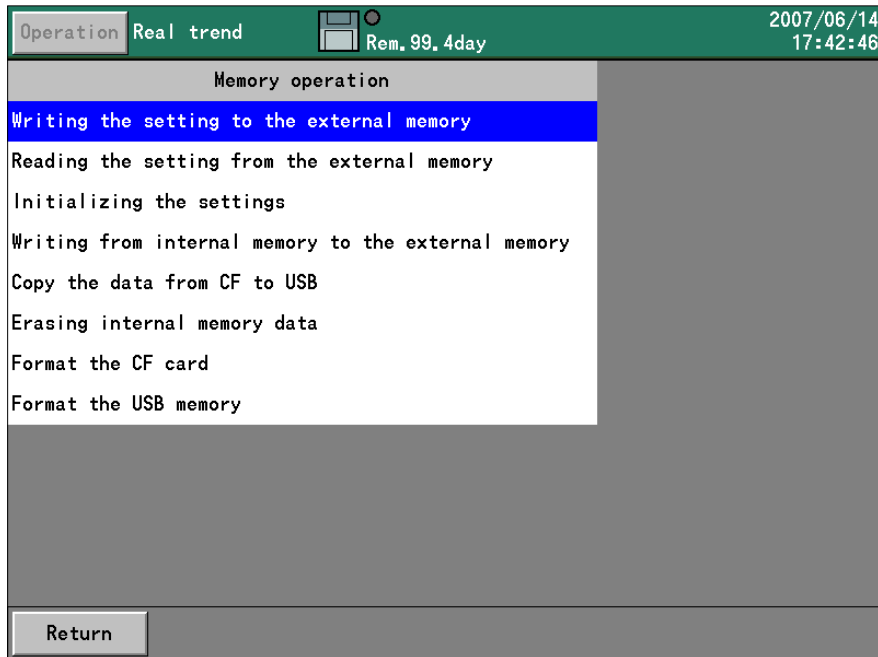 Operation Real trend
Rem.99.4day
2007/06/14
17:42:46
Memory operation
Writing the setting to the external memory
Reading the setting from the external memory
Initializing the settings
Writing from internal memory to the external memory
Copy the data from CF to USB
Erasing internal memory data
Format the CF card
Format the USB memory
Return